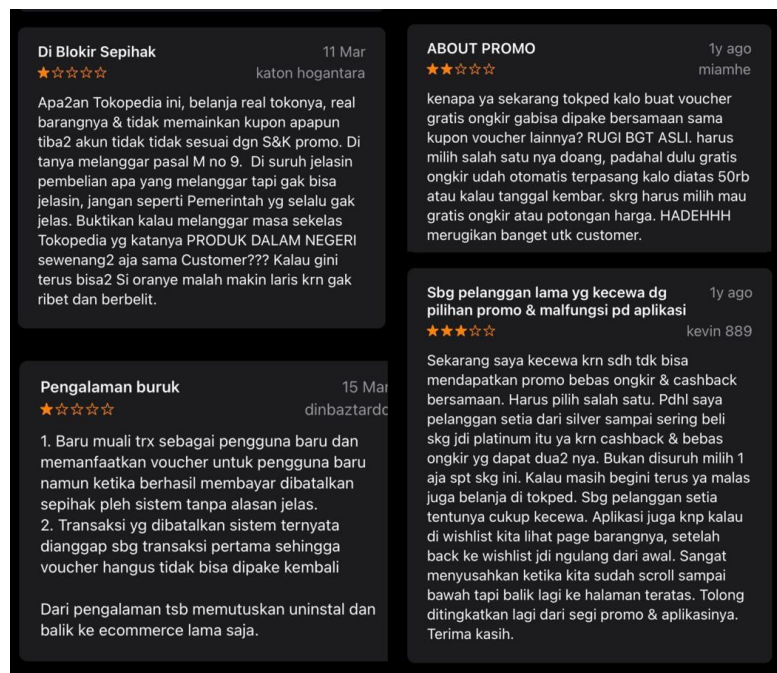 Di Blokir Sepihak
11 Mar
katon hogantara
Apa2an Tokopedia ini, belanja real tokonya, real
barangnya & tidak memainkan kupon apapun
tiba2 akun tidak tidak sesuai dgn S&K promo. Di
tanya melanggar pasal M no 9.  Di suruh jelasin
pembelian apa yang melanggar tapi gak bisa
jelasin, jangan seperti Pemerintah yg selalu gak
jelas. Buktikan kalau melanggar masa sekelas
Tokopedia yg katanya PRODUK DALAM NEGERI
sewenang2 aja sama Customer??? Kalau gini
terus bisa2 Si oranye malah makin laris krn gak
ribet dan berbelit.
Pengalaman buruk
15 Mar
dinbaztardo
1. Baru muali trx sebagai pengguna baru dan
memanfaatkan voucher untuk pengguna baru
namun ketika berhasil membayar dibatalkan
sepihak pleh sistem tanpa alasan jelas.
2. Transaksi yg dibatalkan sistem ternyata
dianggap sbg transaksi pertama sehingga
voucher hangus tidak bisa dipake kembali
Dari pengalaman tsb memutuskan uninstal dan
balik ke ecommerce lama saja.
ABOUT PROMO
1y ago
miamhe
kenapa ya sekarang tokped kalo buat voucher
gratis ongkir gabisa dipake bersamaan sama
kupon voucher lainnya? RUGI BGT ASLI. harus
milih salah satu nya doang, padahal dulu gratis
ongkir udah otomatis terpasang kalo diatas 50rb
atau kalau tanggal kembar. skrg harus milih mau
gratis ongkir atau potongan harga. HADEHHH
merugikan banget utk customer.
Sbg pelanggan lama yg kecewa dg
pilihan promo & malfungsi pd aplikasi
1y ago
kevin 889
Sekarang saya kecewa krn sdh tdk bisa
mendapatkan promo bebas ongkir & cashback
bersamaan. Harus pilih salah satu. Pdhl saya
pelanggan setia dari silver sampai sering beli
skg jdi platinum itu ya krn cashback & bebas
ongkir yg dapat dua2 nya. Bukan disuruh milih 1
aja spt skg ini. Kalau masih begini terus ya malas
juga belanja di tokped. Sbg pelanggan setia
tentunya cukup kecewa. Aplikasi juga knp kalau
di wishlist kita lihat page barangnya, setelah
back ke wishlist jdi ngulang dari awal. Sangat
menyusahkan ketika kita sudah scroll sampai
bawah tapi balik lagi ke halaman teratas. Tolong
ditingkatkan lagi dari segi promo & aplikasinya.
Terima kasih.